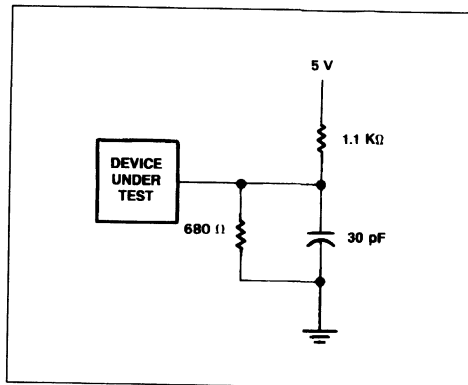 5 V
1.1 KΩ
DEVICE
UNDER
TEST
680 Ω
30 pF